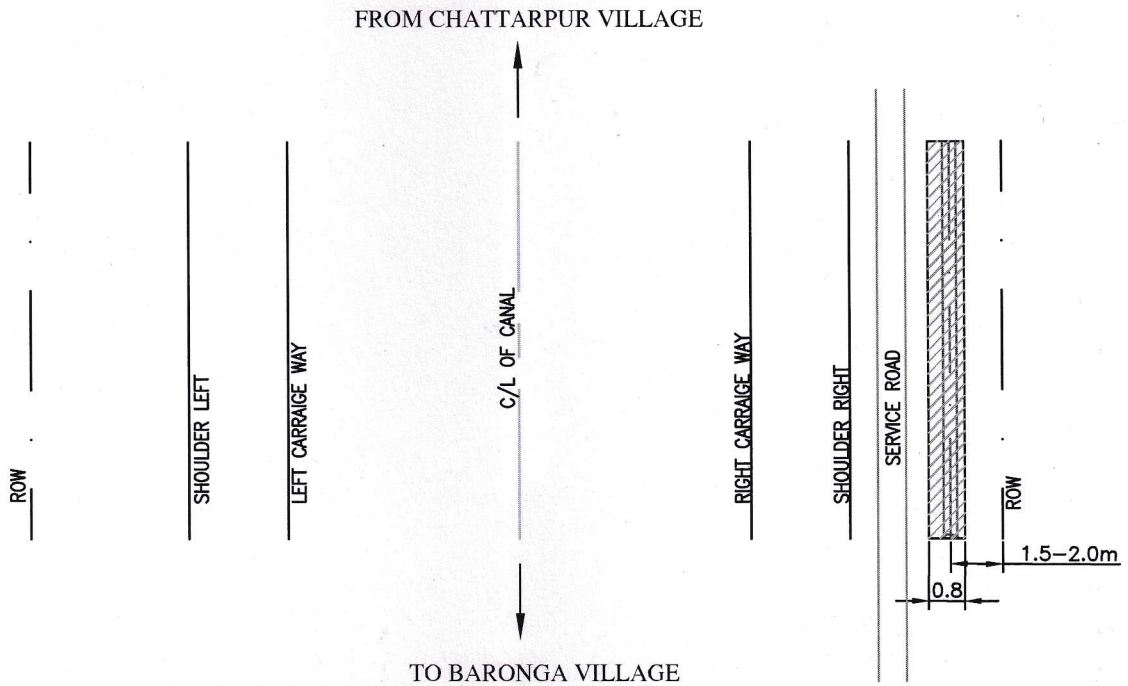 FROM CHATTARPUR VILLAGE
ROW
SHOULDER LEFT
LEFT CARRAIGE WAY
C/L OF CANAL
RIGHT CARRAIGE WAY
SHOULDER RIGHT
SERVICE ROAD
ROW
1.5-2.0m
0.8
TO BARONGA VILLAGE